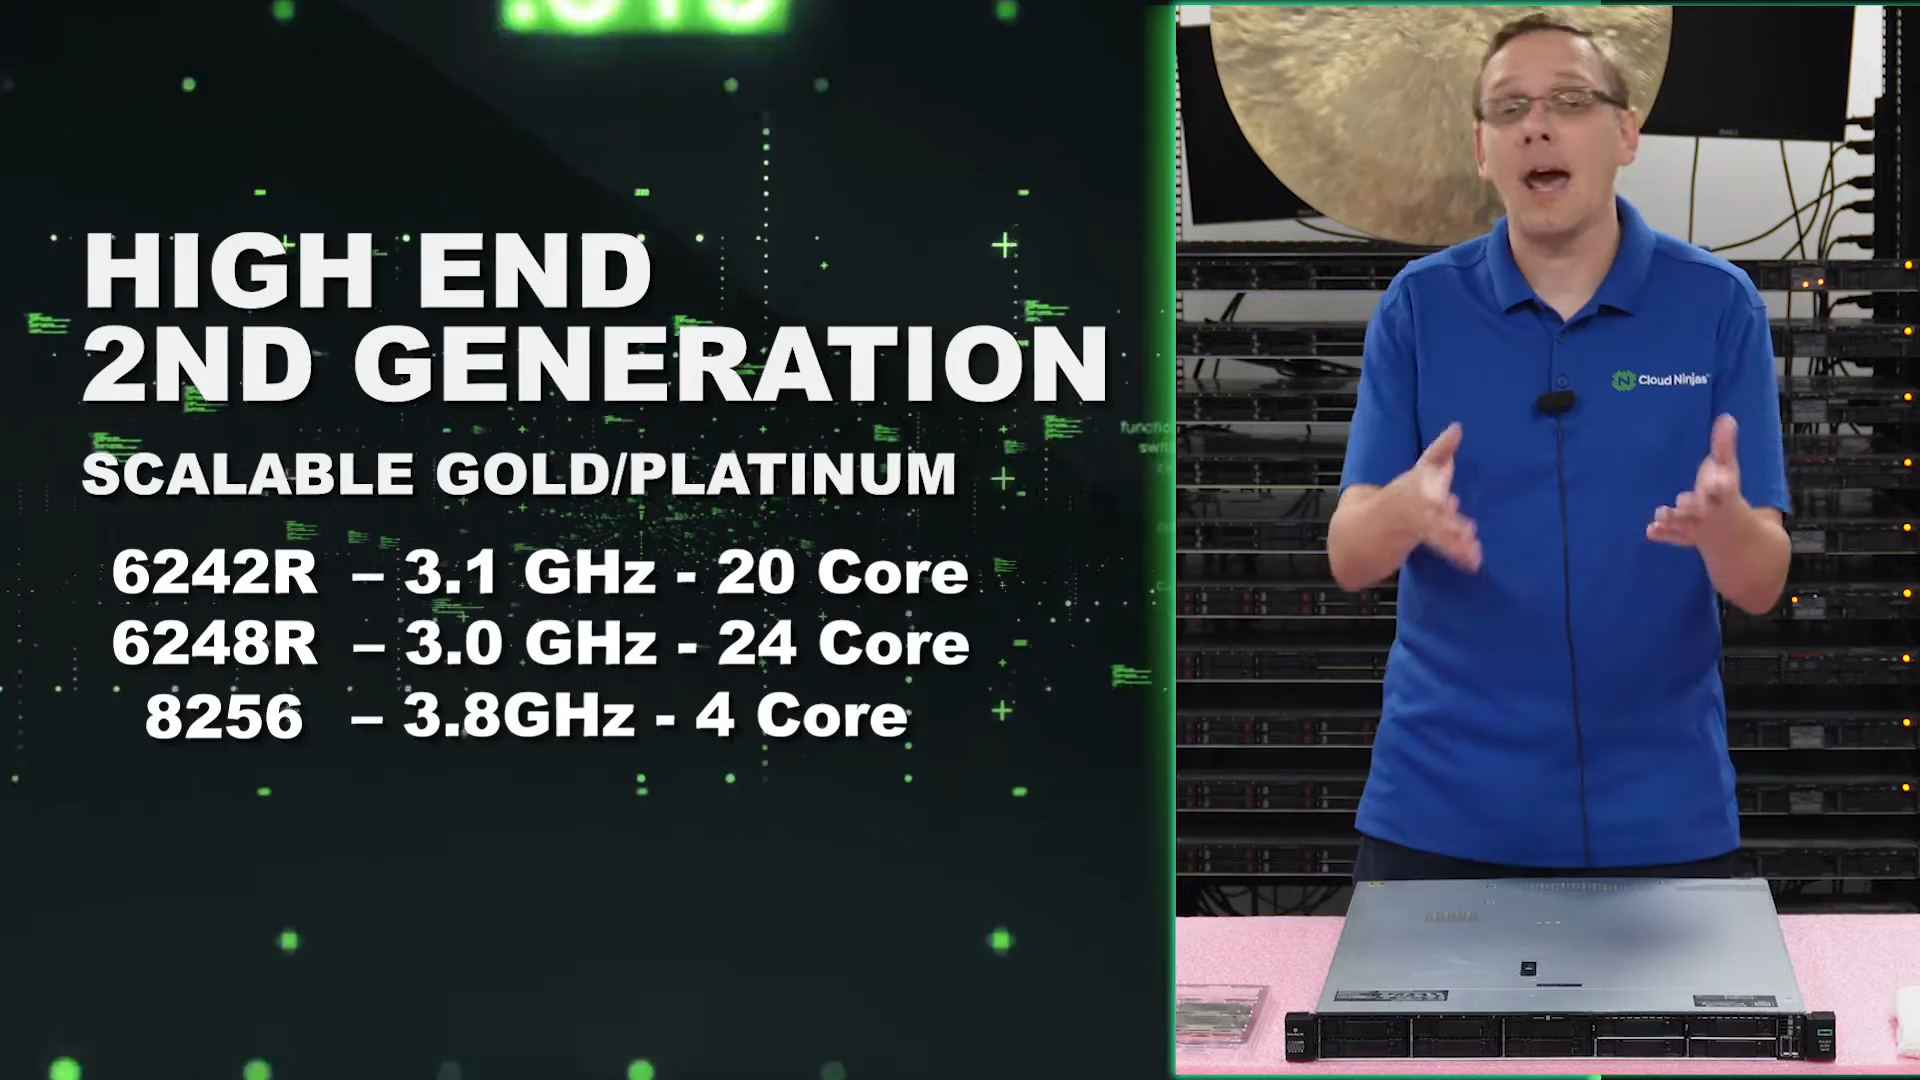 HIGH END
2ND GENERATION
SCALABLE GOLD/PLATINUM
6242R – 3.1 GHz - 20 Core
6248R – 3.0 GHz - 24 Core
8256 – 3.8GHz - 4 Core
Cloud Ninjas